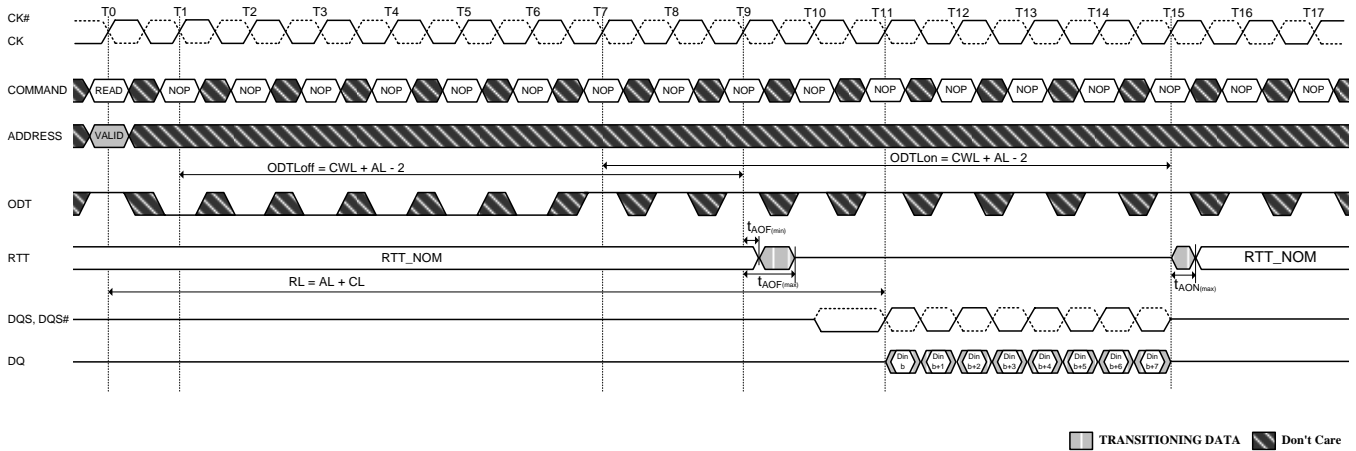 CK#
CK
T0 T1 T2 T3 T4 T5 T6 T7 T8 T9 T10 T11 T12 T13 T14 T15 T16 T17
COMMAND READ NOP NOP NOP NOP NOP NOP NOP NOP NOP NOP NOP NOP NOP NOP NOP NOP NOP
ADDRESS VALID
ODTLoff = CWL + AL - 2 ODTLon = CWL + AL - 2
ODT
tAOF(min)
RTT RTT_NOM RTT_NOM
tAOF(max) tAON(max)
RL = AL + CL
DQS, DQS#
DQ Din b Din b+1 Din b+2 Din b+3 Din b+4 Din b+5 Din b+6 Din b+7
TRANSITIONING DATA Don't Care